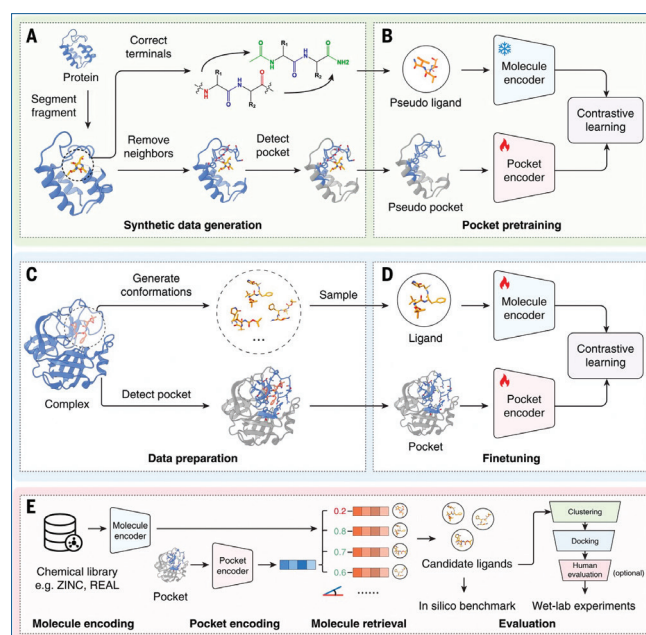 A
Correct
terminals
Protein
Segment
fragment
R1
O
N
H
R2
NH2
Remove
neighbors
Detect
pocket
Synthetic data generation
B
Pseudo ligand
Molecule
encoder
Contrastive
learning
Pocket
encoder
Pseudo pocket
Pocket pretraining
C
Generate
conformations
...
Sample
Complex
Detect pocket
Data preparation
D
Ligand
Molecule
encoder
Contrastive
learning
Pocket
encoder
Pocket
Finetuning
E
Chemical library
e.g. ZINC, REAL
Molecule
encoder
Pocket
Pocket
encoder
0.2
0.8
0.7
0.6
......
Candidate ligands
Clustering
Docking
Human
evaluation
(optional)
In silico benchmark
Wet-lab experiments
Molecule encoding
Pocket encoding
Molecule retrieval
Evaluation